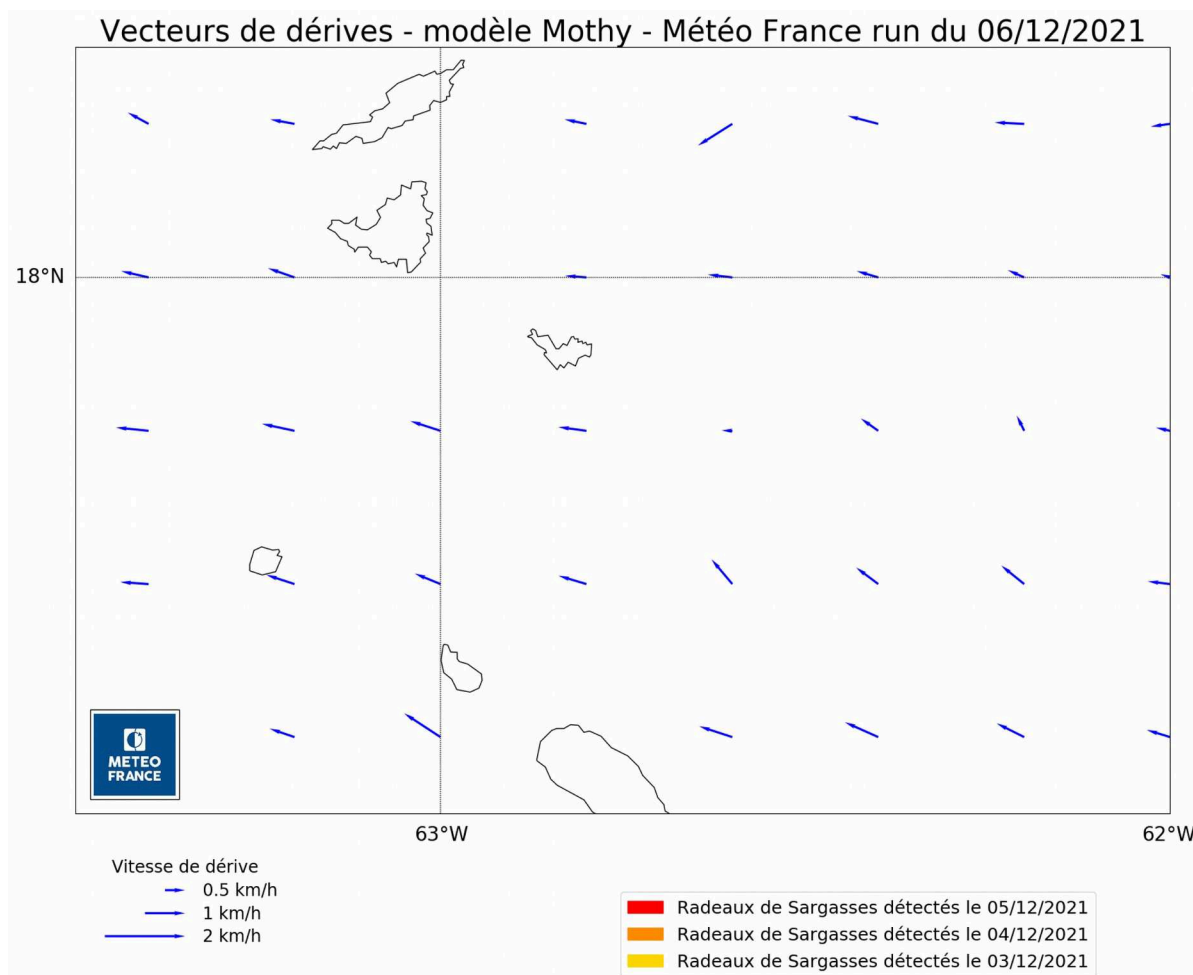 Vecteurs de dérives - modèle Mothy - Météo France run du 06/12/2021
18°N
METEO
FRANCE
63°W
62°W
Vitesse de dérive
0.5 km/h
1 km/h
2 km/h
Radeaux de Sargasses détectés le 05/12/2021
Radeaux de Sargasses détectés le 04/12/2021
Radeaux de Sargasses détectés le 03/12/2021